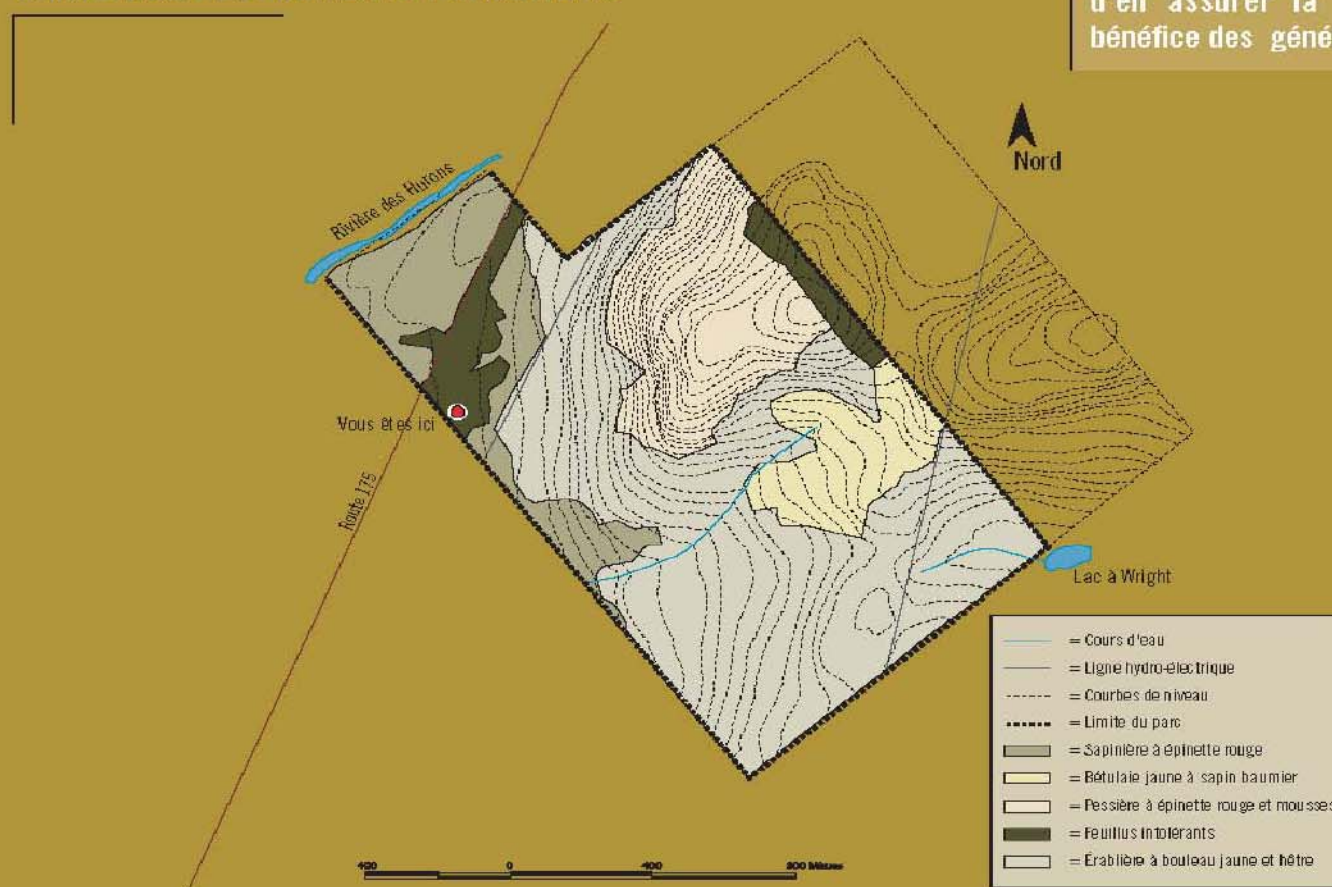 d'en assurer la
bénéfice des géné
Nord
Rivière des Hurons
Vous êtes ici
Route 175
Lac à Wright
= Cours d'eau
= Ligne hydro-électrique
= Courbes de niveau
= Limite du parc
= Sapinière à épinette rouge
= Bétulaie jaune à sapin baumier
= Pessière à épinette rouge et mousses
= Feuillus intolérants
= Érablière à bouleau jaune et hêtre
400 0 400 800 Mètres